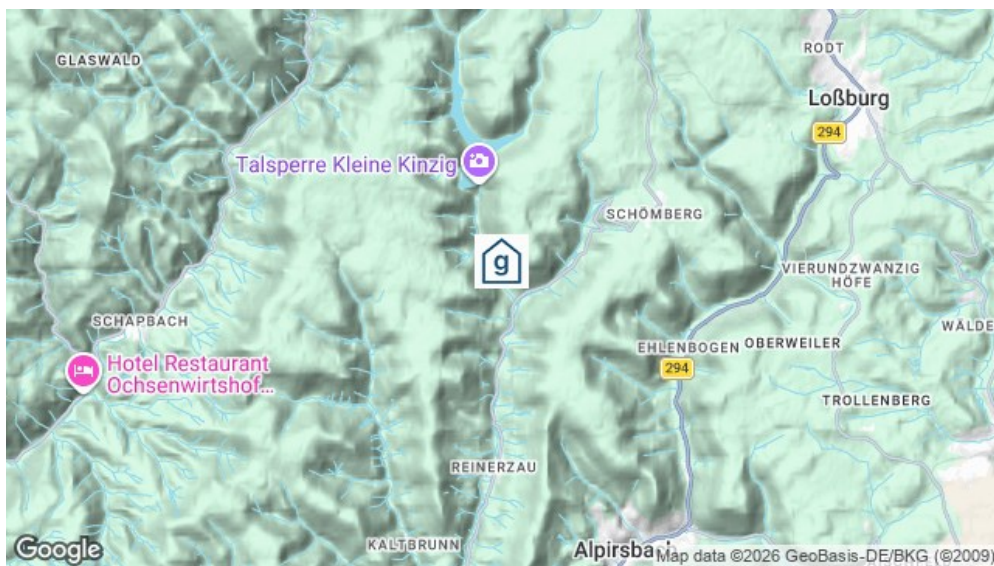 GLASWALD
RODT
Loßburg
294
Talsperre Kleine Kinzig
SCHÖMBERG
g
VIERUNDZWANZIG
HÖFE
SCHAPBACH
WÄLDE
EHLENBOGEN
OBERWEILER
Hotel Restaurant
Ochsenwirtshof...
294
TROLLENBERG
REINERZAU
KALTBRUNN
Google
Map data ©2026 GeoBasis-DE/BKG (©2009)